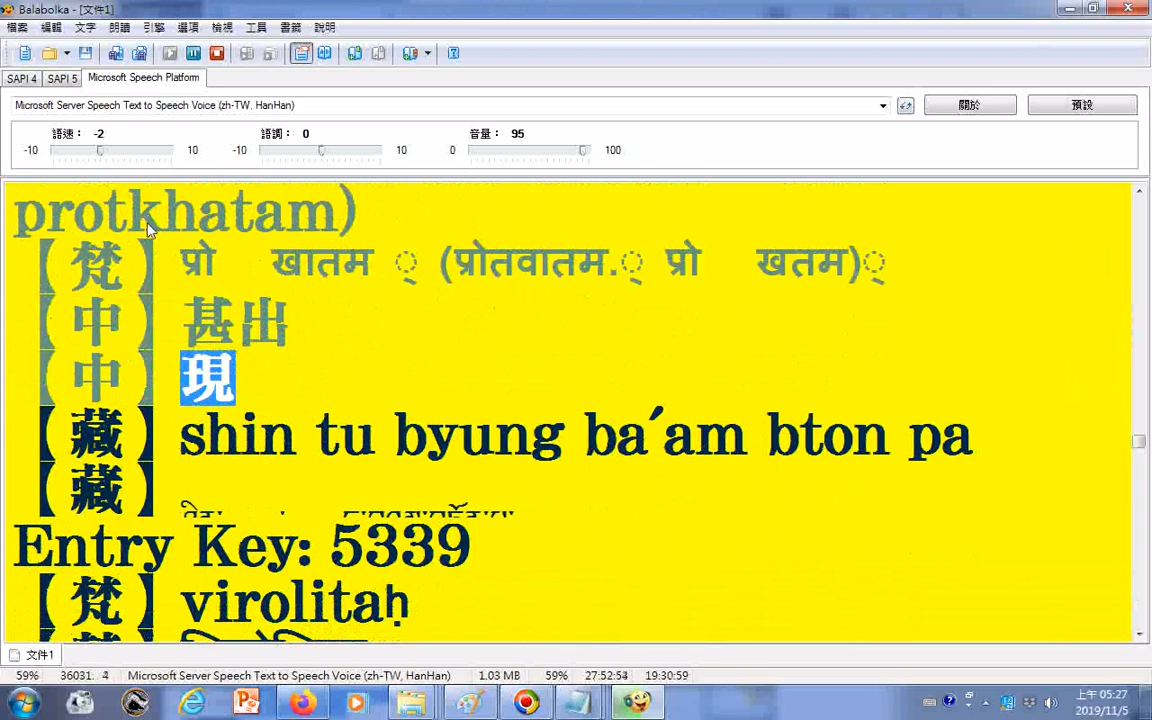 Balabolka - [文件1]
檔案 編輯 文字 朗讀 引擎 選項 檢視 工具 書籤 說明
SAPI 4 SAPI 5 Microsoft Speech Platform
Microsoft Server Speech Text to Speech Voice (zh-TW, HanHan) 關於 預設
語速： -2 語調： 0 音量： 95
-10 10 -10 10 0 100
protkhatam)
【梵】 प्रो खातम ् (प्रोतवातम.् प्रो खतम)्
【中】 甚出
【中】 現
【藏】 shin tu byung ba´am bton pa
【藏】
Entry Key: 5339
【梵】 virolitaḥ
文件1
59% Microsoft Server Speech Text to Speech Voice (zh-TW, HanHan) 1.03 MB 59% 27:52:54 19:30:59
上午 05:27
2019/11/5